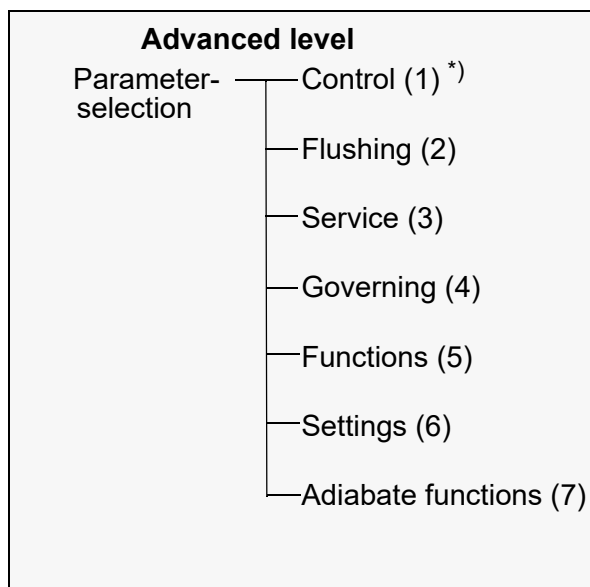 Advanced level
Parameter-
selection
Control (1) *)
Flushing (2)
Service (3)
Governing (4)
Functions (5)
Settings (6)
Adiabate functions (7)